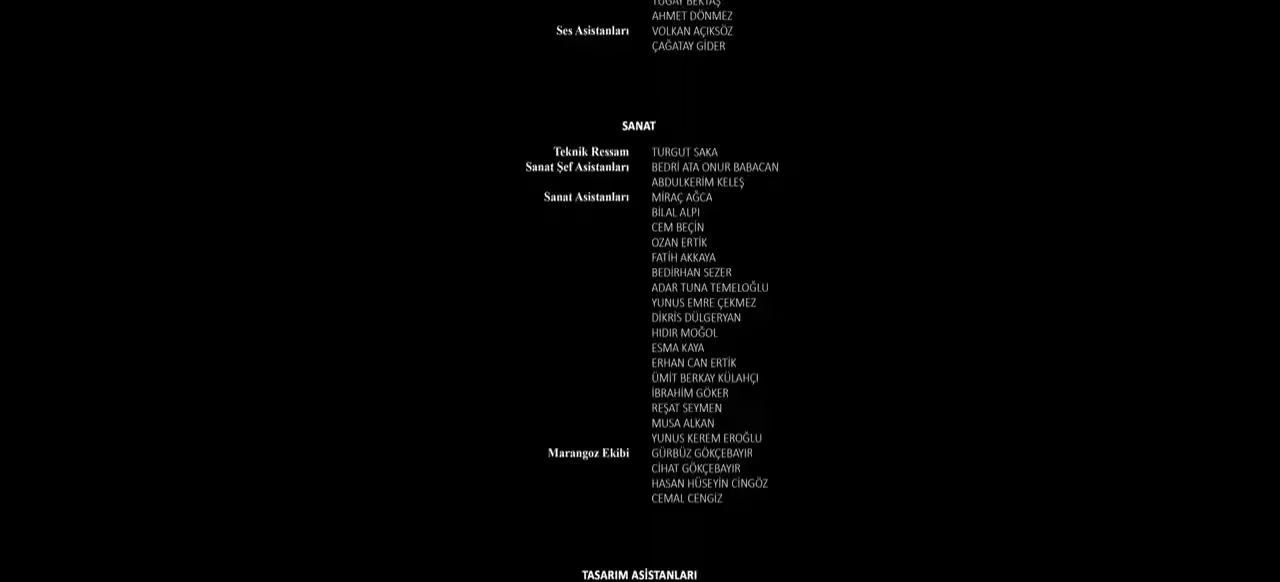 TUGAY BEKTAŞ
AHMET DÖNMEZ
Ses Asistanları VOLKAN AÇIKSÖZ
ÇAĞATAY GİDER
SANAT
Teknik Ressam TURGUT SAKA
Sanat Şef Asistanları BEDRİ ATA ONUR BABACAN
ABDULKERİM KELEŞ
Sanat Asistanları MİRAÇ AĞCA
BİLAL ALPI
CEM BEÇİN
OZAN ERTİK
FATİH AKKAYA
BEDİRHAN SEZER
ADAR TUNA TEMELOĞLU
YUNUS EMRE ÇEKMEZ
DİKRİS DÜLGERYAN
HIDIR MOĞOL
ESMA KAYA
ERHAN CAN ERTİK
ÜMİT BERKAY KÜLAHÇI
İBRAHİM GÖKER
REŞAT SEYMEN
MUSA ALKAN
YUNUS KEREM EROĞLU
Marangoz Ekibi GÜRBÜZ GÖKÇEBAYIR
CİHAT GÖKÇEBAYIR
HASAN HÜSEYİN CİNGÖZ
CEMAL CENGİZ
TASARIM ASİSTANLARI